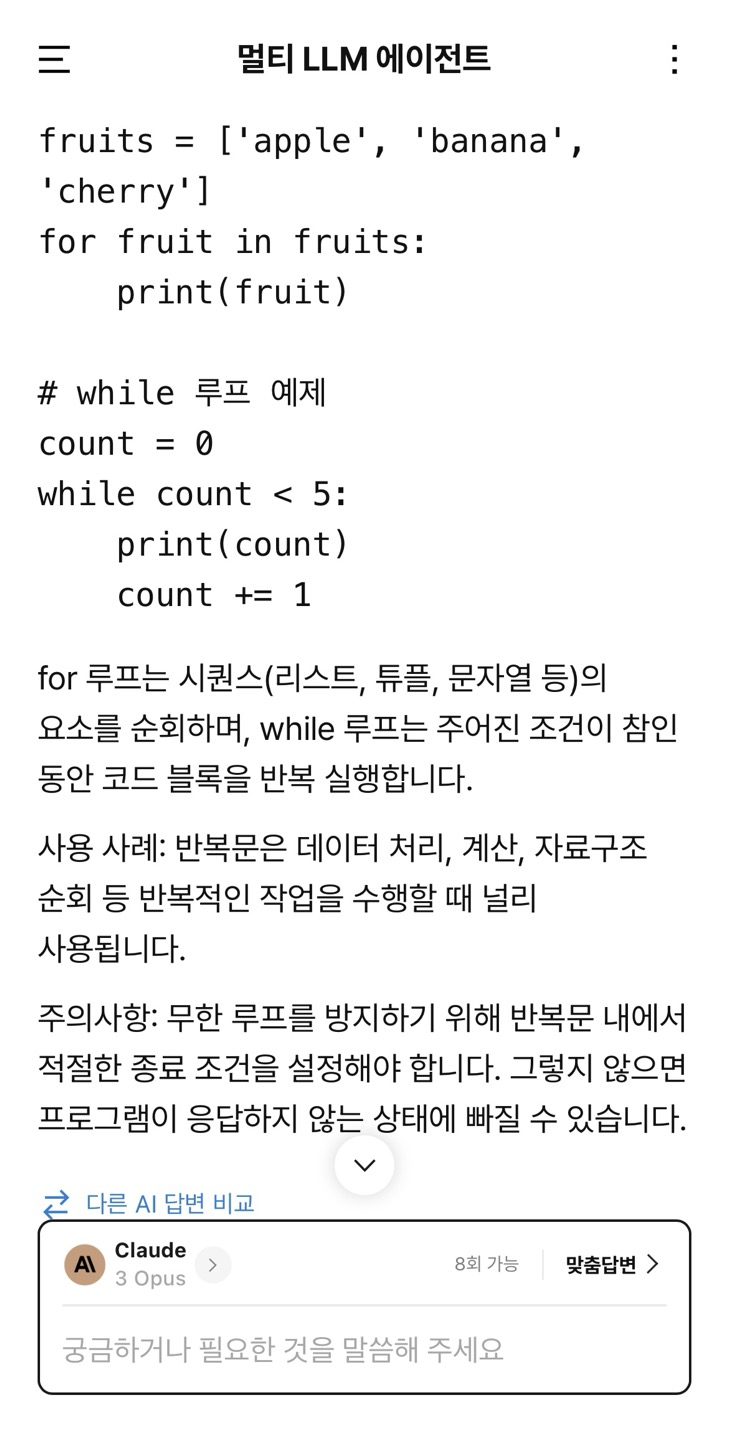 멀티 LLM 에이전트
fruits = ['apple', 'banana',
'cherry']
for fruit in fruits:
    print(fruit)
# while 루프 예제
count = 0
while count < 5:
    print(count)
    count += 1
for 루프는 시퀀스(리스트, 튜플, 문자열 등)의
요소를 순회하며, while 루프는 주어진 조건이 참인
동안 코드 블록을 반복 실행합니다.
사용 사례: 반복문은 데이터 처리, 계산, 자료구조
순회 등 반복적인 작업을 수행할 때 널리
사용됩니다.
주의사항: 무한 루프를 방지하기 위해 반복문 내에서
적절한 종료 조건을 설정해야 합니다. 그렇지 않으면
프로그램이 응답하지 않는 상태에 빠질 수 있습니다.
다른 AI 답변 비교
A\ Claude
3 Opus
8회 가능
맞춤답변
궁금하거나 필요한 것을 말씀해 주세요